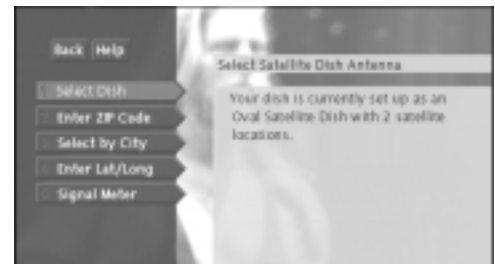 Back Help
Select Satellite Dish Antenna
Select Dish
Enter ZIP Code
Select by City
Enter Lat/Long
Signal Meter
Your dish is currently set up as an
Oval Satellite Dish with 2 satellite
locations.